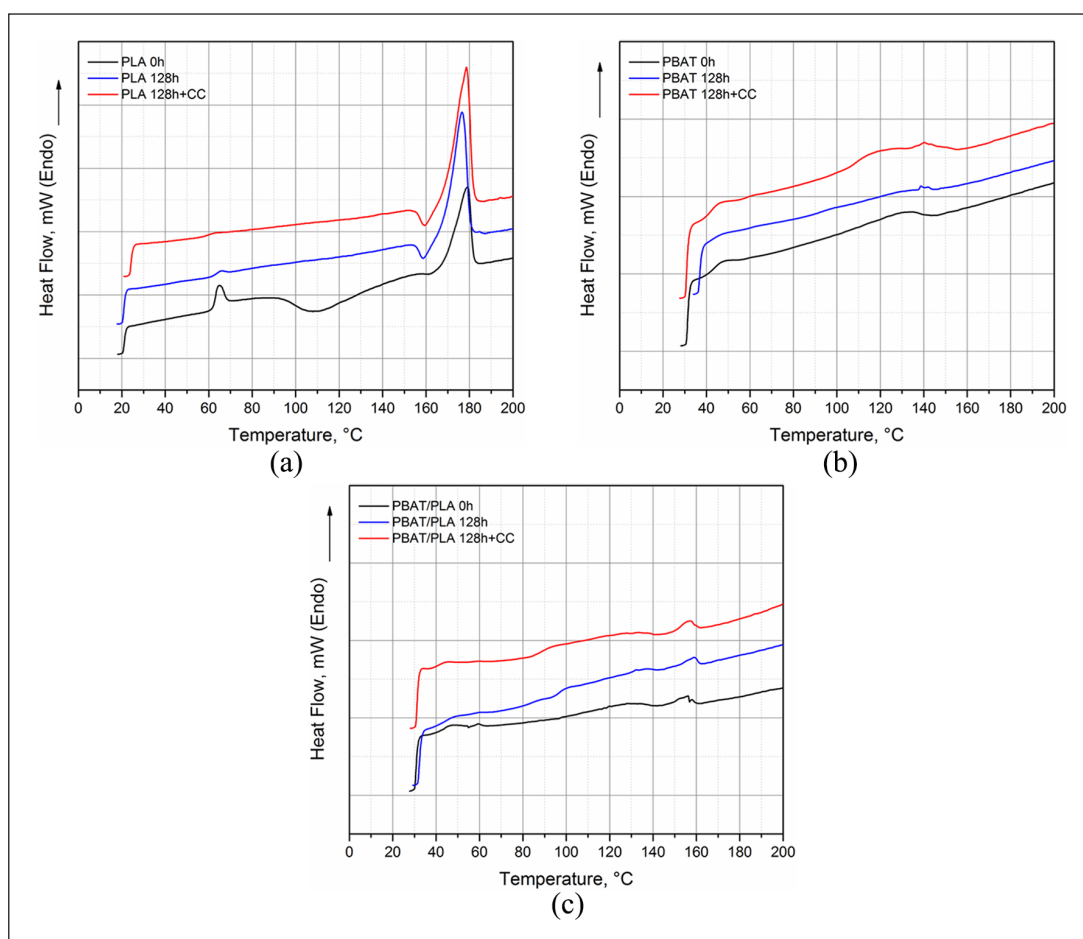 PLA 0h
PLA 128h
PLA 128h+CC
Heat Flow, mW (Endo)
0 20 40 60 80 100 120 140 160 180 200
Temperature, °C
(a)
PBAT 0h
PBAT 128h
PBAT 128h+CC
Heat Flow, mW (Endo)
0 20 40 60 80 100 120 140 160 180 200
Temperature, °C
(b)
PBAT/PLA 0h
PBAT/PLA 128h
PBAT/PLA 128h+CC
Heat Flow, mW (Endo)
0 20 40 60 80 100 120 140 160 180 200
Temperature, °C
(c)